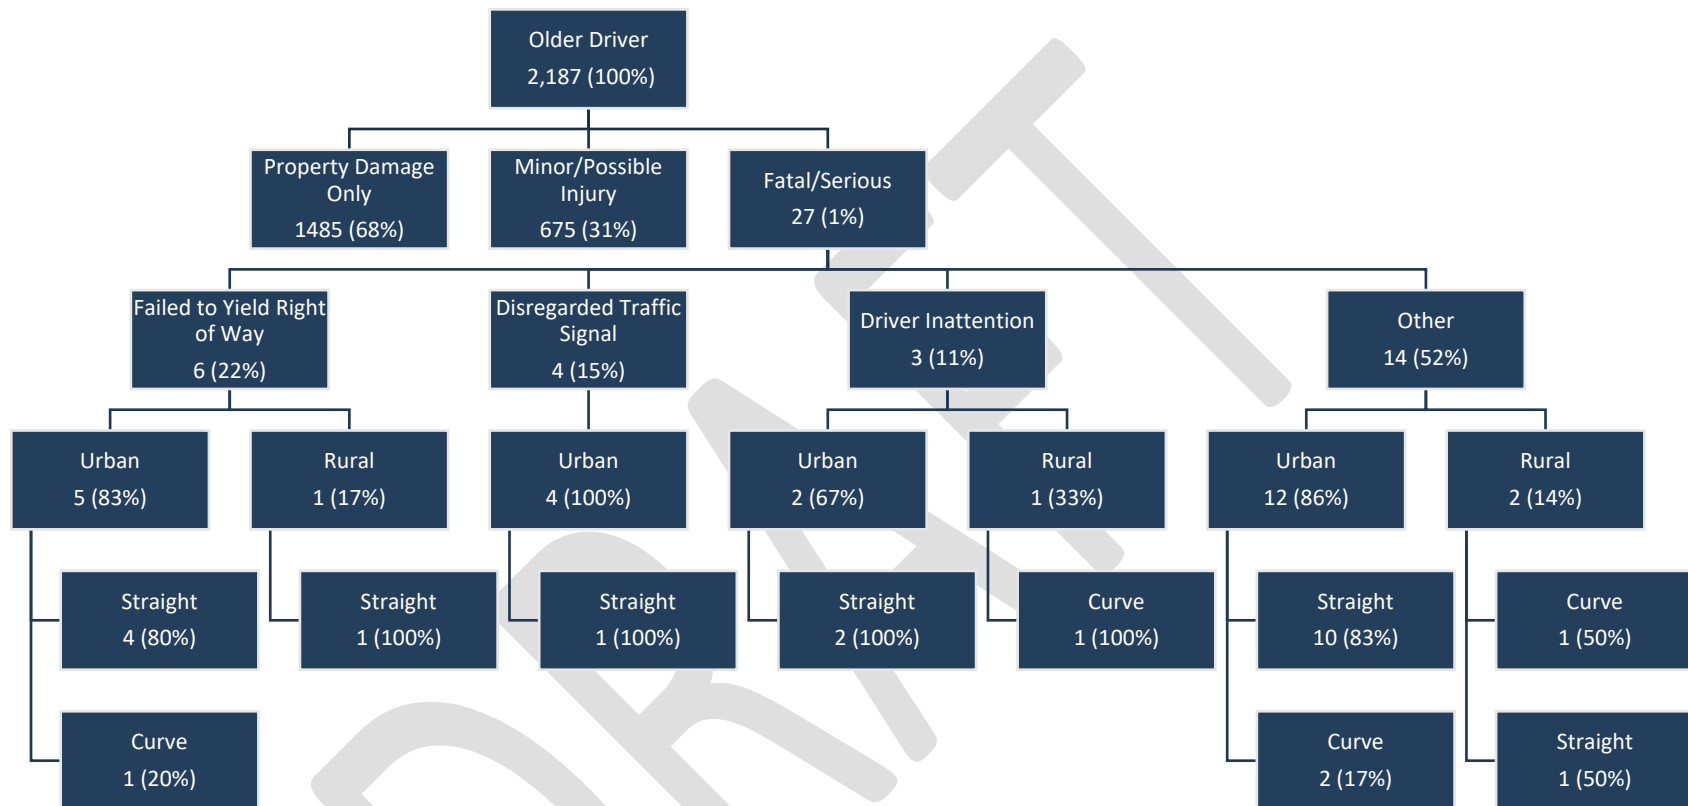 Older Driver
2,187 (100%)
Property Damage
Only
1485 (68%)
Minor/Possible
Injury
675 (31%)
Fatal/Serious
27 (1%)
Failed to Yield Right
of Way
6 (22%)
Disregarded Traffic
Signal
4 (15%)
Driver Inattention
3 (11%)
Other
14 (52%)
Urban
5 (83%)
Rural
1 (17%)
Urban
4 (100%)
Urban
2 (67%)
Rural
1 (33%)
Urban
12 (86%)
Rural
2 (14%)
Straight
4 (80%)
Straight
1 (100%)
Straight
1 (100%)
Straight
2 (100%)
Curve
1 (100%)
Straight
10 (83%)
Curve
1 (50%)
Curve
1 (20%)
Curve
2 (17%)
Straight
1 (50%)
DRAFT